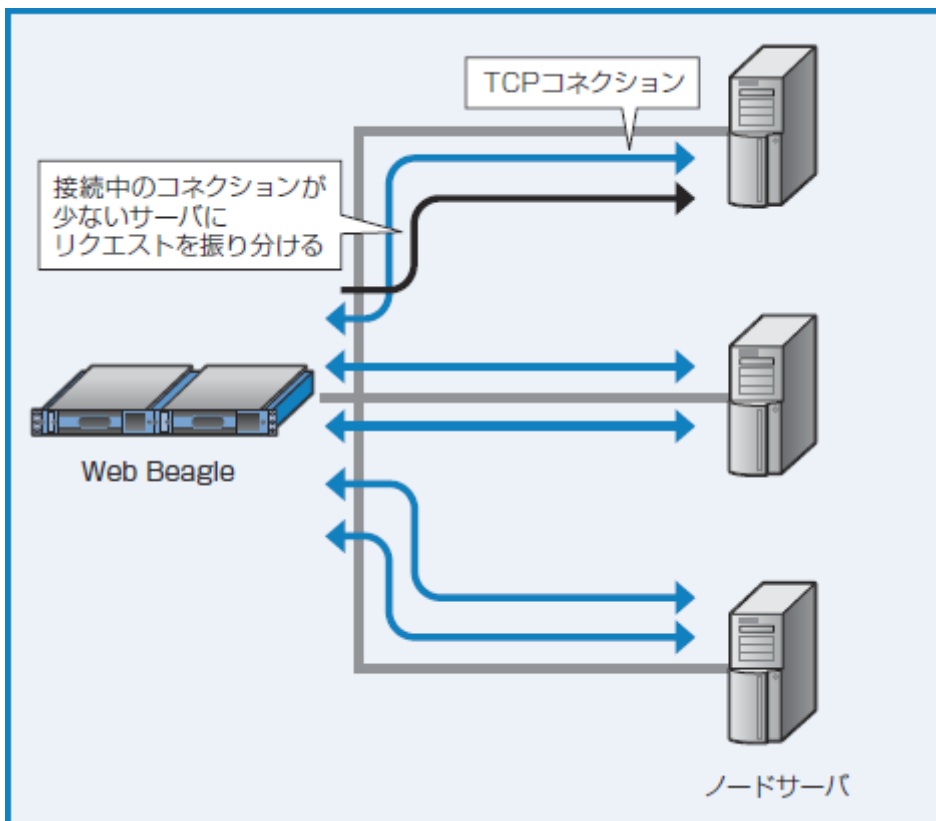 TCPコネクション
接続中のコネクションが
少ないサーバに
リクエストを振り分ける
Web Beagle
ノードサーバ